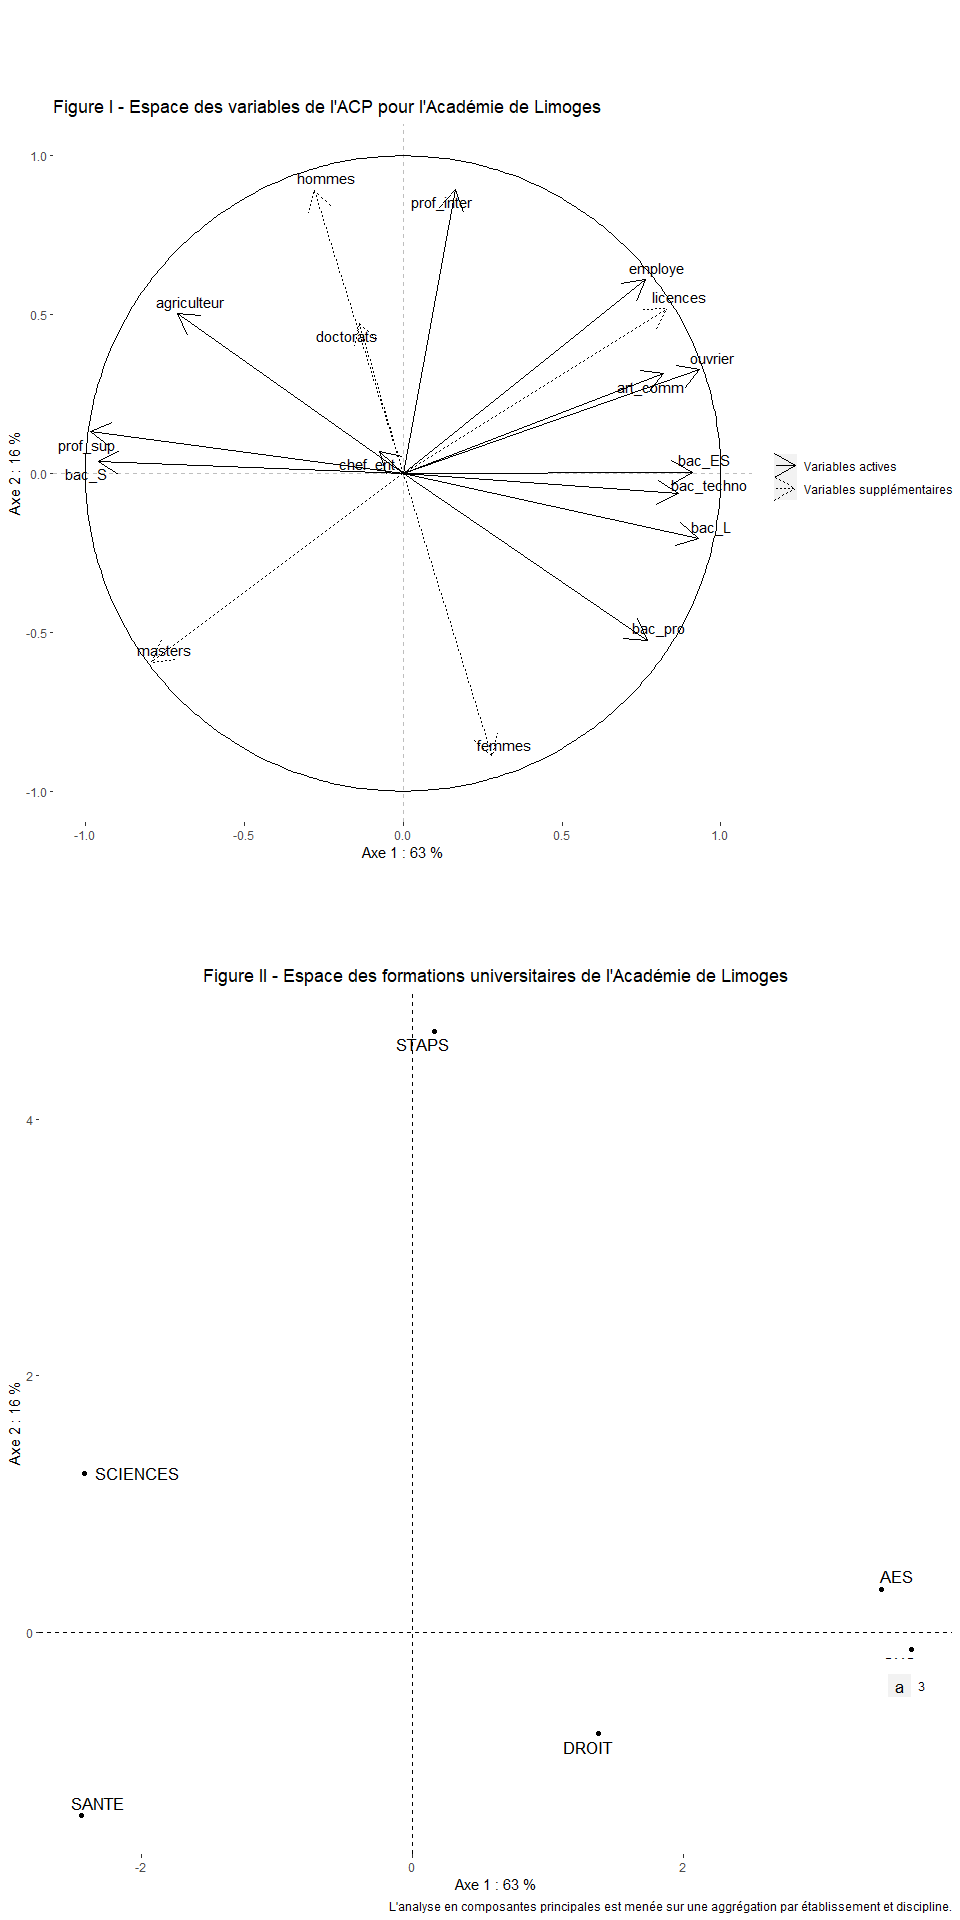 Figure I - Espace des variables de l'ACP pour l'Académie de Limoges
1.0
hommes
prof_inter
employe
licences
agriculteur
0.5
doctorats
ouvrier
art_comm
prof_sup
chef_ent
bac_ES
Variables actives
bac_S
0.0
bac_techno
Variables supplémentaires
Axe 2 : 16 %
bac_L
-0.5
bac_pro
masters
femmes
-1.0
-1.0 -0.5 0.0 0.5 1.0
Axe 1 : 63 %
Figure II - Espace des formations universitaires de l'Académie de Limoges
STAPS
4
2
Axe 2 : 16 %
SCIENCES
AES
0
a 3
DROIT
SANTE
-2 0 2
Axe 1 : 63 %
L'analyse en composantes principales est menée sur une aggrégation par établissement et discipline.